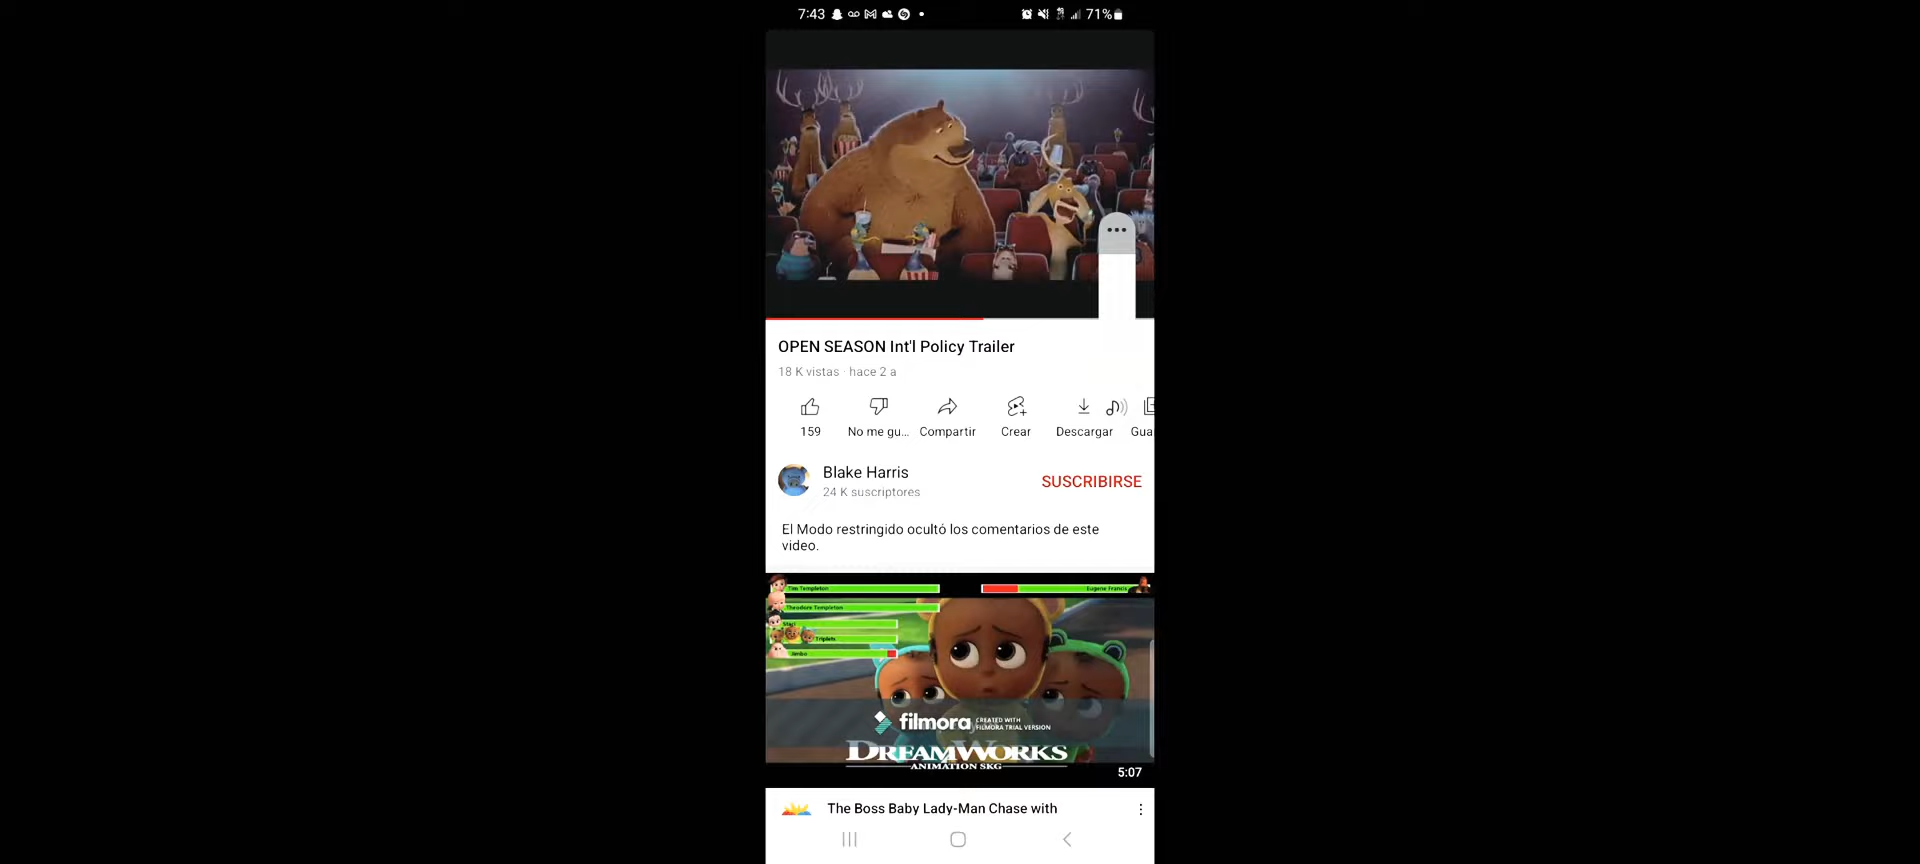 7:43
71%
OPEN SEASON Int'l Policy Trailer
18 K vistas · hace 2 a
159
No me gu...
Compartir
Crear
Descargar
Gua
Blake Harris
24 K suscriptores
SUSCRIBIRSE
El Modo restringido ocultó los comentarios de este
video.
Tim Templeton
Eugene Francis
Theodore Templeton
Staci
Triplets
Jimbo
filmora
CREATED WITH
FILMORA TRIAL VERSION
DREAMWORKS
ANIMATION SKG
5:07
The Boss Baby Lady-Man Chase with